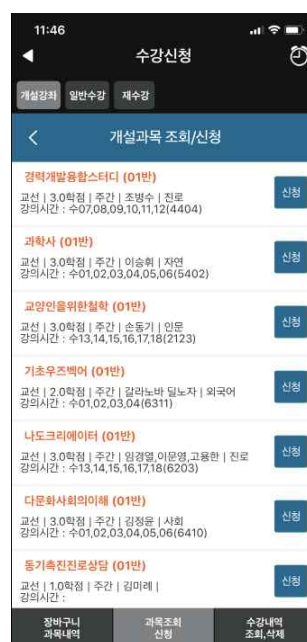 11:46
수강신청
개설강좌 일반수강 재수강
개설과목 조회/신청
경력개발융합스터디 (01반)
교선 | 3.0학점 | 주간 | 조병수 | 진로
강의시간 : 수07,08,09,10,11,12(4404)
신청
과학사 (01반)
교선 | 3.0학점 | 주간 | 이승휘 | 자연
강의시간 : 수01,02,03,04,05,06(5402)
신청
교양인을위한철학 (01반)
교선 | 3.0학점 | 주간 | 손동기 | 인문
강의시간 : 수13,14,15,16,17,18(2123)
신청
기초우즈벡어 (01반)
교선 | 2.0학점 | 주간 | 갈라노바 딜노자 | 외국어
강의시간 : 수01,02,03,04(6311)
신청
나도크리에이터 (01반)
교선 | 3.0학점 | 주간 | 임경열,이문영,고용한 | 진로
강의시간 : 수13,14,15,16,17,18(6203)
신청
다문화사회의이해 (01반)
교선 | 3.0학점 | 주간 | 김정윤 | 사회
강의시간 : 수01,02,03,04,05,06(6410)
신청
동기촉진진로상담 (01반)
교선 | 1.0학점 | 주간 | 김미례 |
강의시간 :
신청
장바구니
과목내역
과목조회
신청
수강내역
조회,삭제